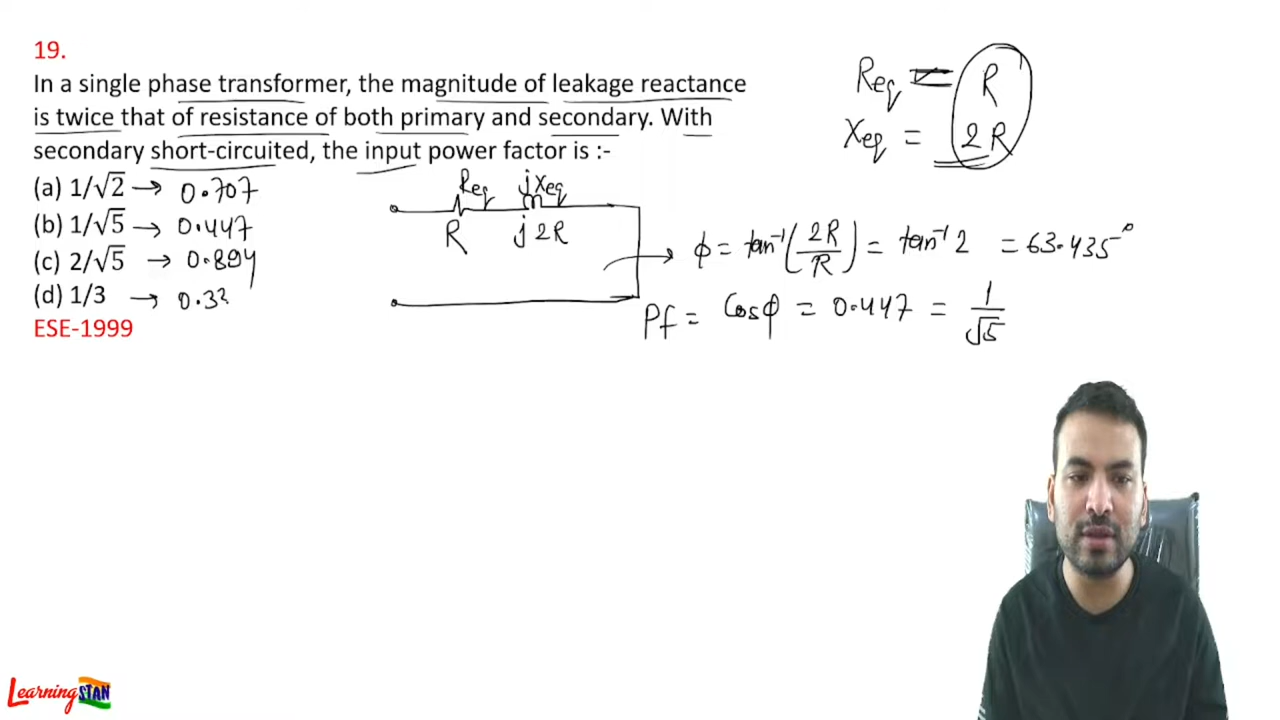 19.
In a single phase transformer, the magnitude of leakage reactance
is twice that of resistance of both primary and secondary. With
secondary short-circuited, the input power factor is :-
(a) 1/√2 → 0.707
(b) 1/√5 → 0.447
(c) 2/√5 → 0.894
(d) 1/3 → 0.33
ESE-1999
Req = R
Xeq = 2R
Req jXeq
R j2R
ϕ = tan⁻¹(2R/R) = tan⁻¹ 2 = 63.435°
Pf = Cosϕ = 0.447 = 1/√5
LearningSTAN